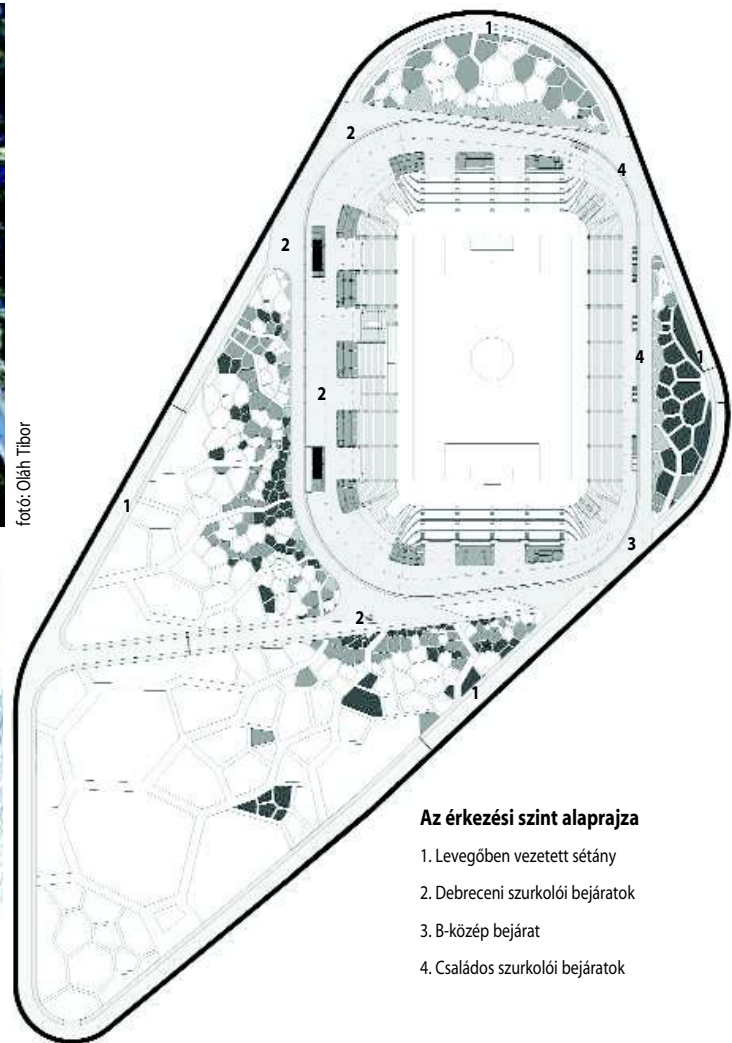 fotó: Oláh Tibor
1
2
4
2
4
1
2
1
3
2
1
Az érkezési szint alaprajza
1. Levegőben vezetett sétány
2. Debreceni szurkolói bejáratok
3. B-közép bejárat
4. Családos szurkolói bejáratok